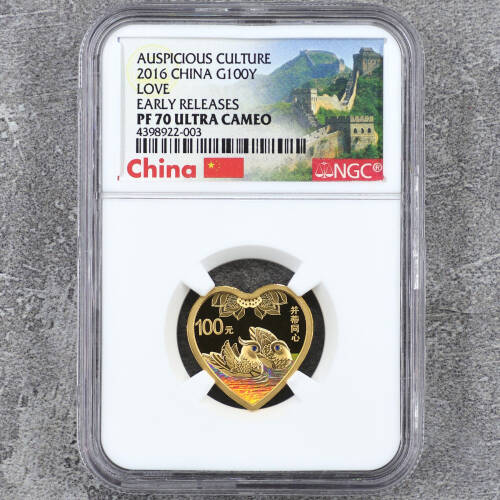 AUSPICIOUS CULTURE
2016 CHINA G100Y
LOVE
EARLY RELEASES
PF 70 ULTRA CAMEO
4398922-003
China
NGC®
100元
并蒂同心